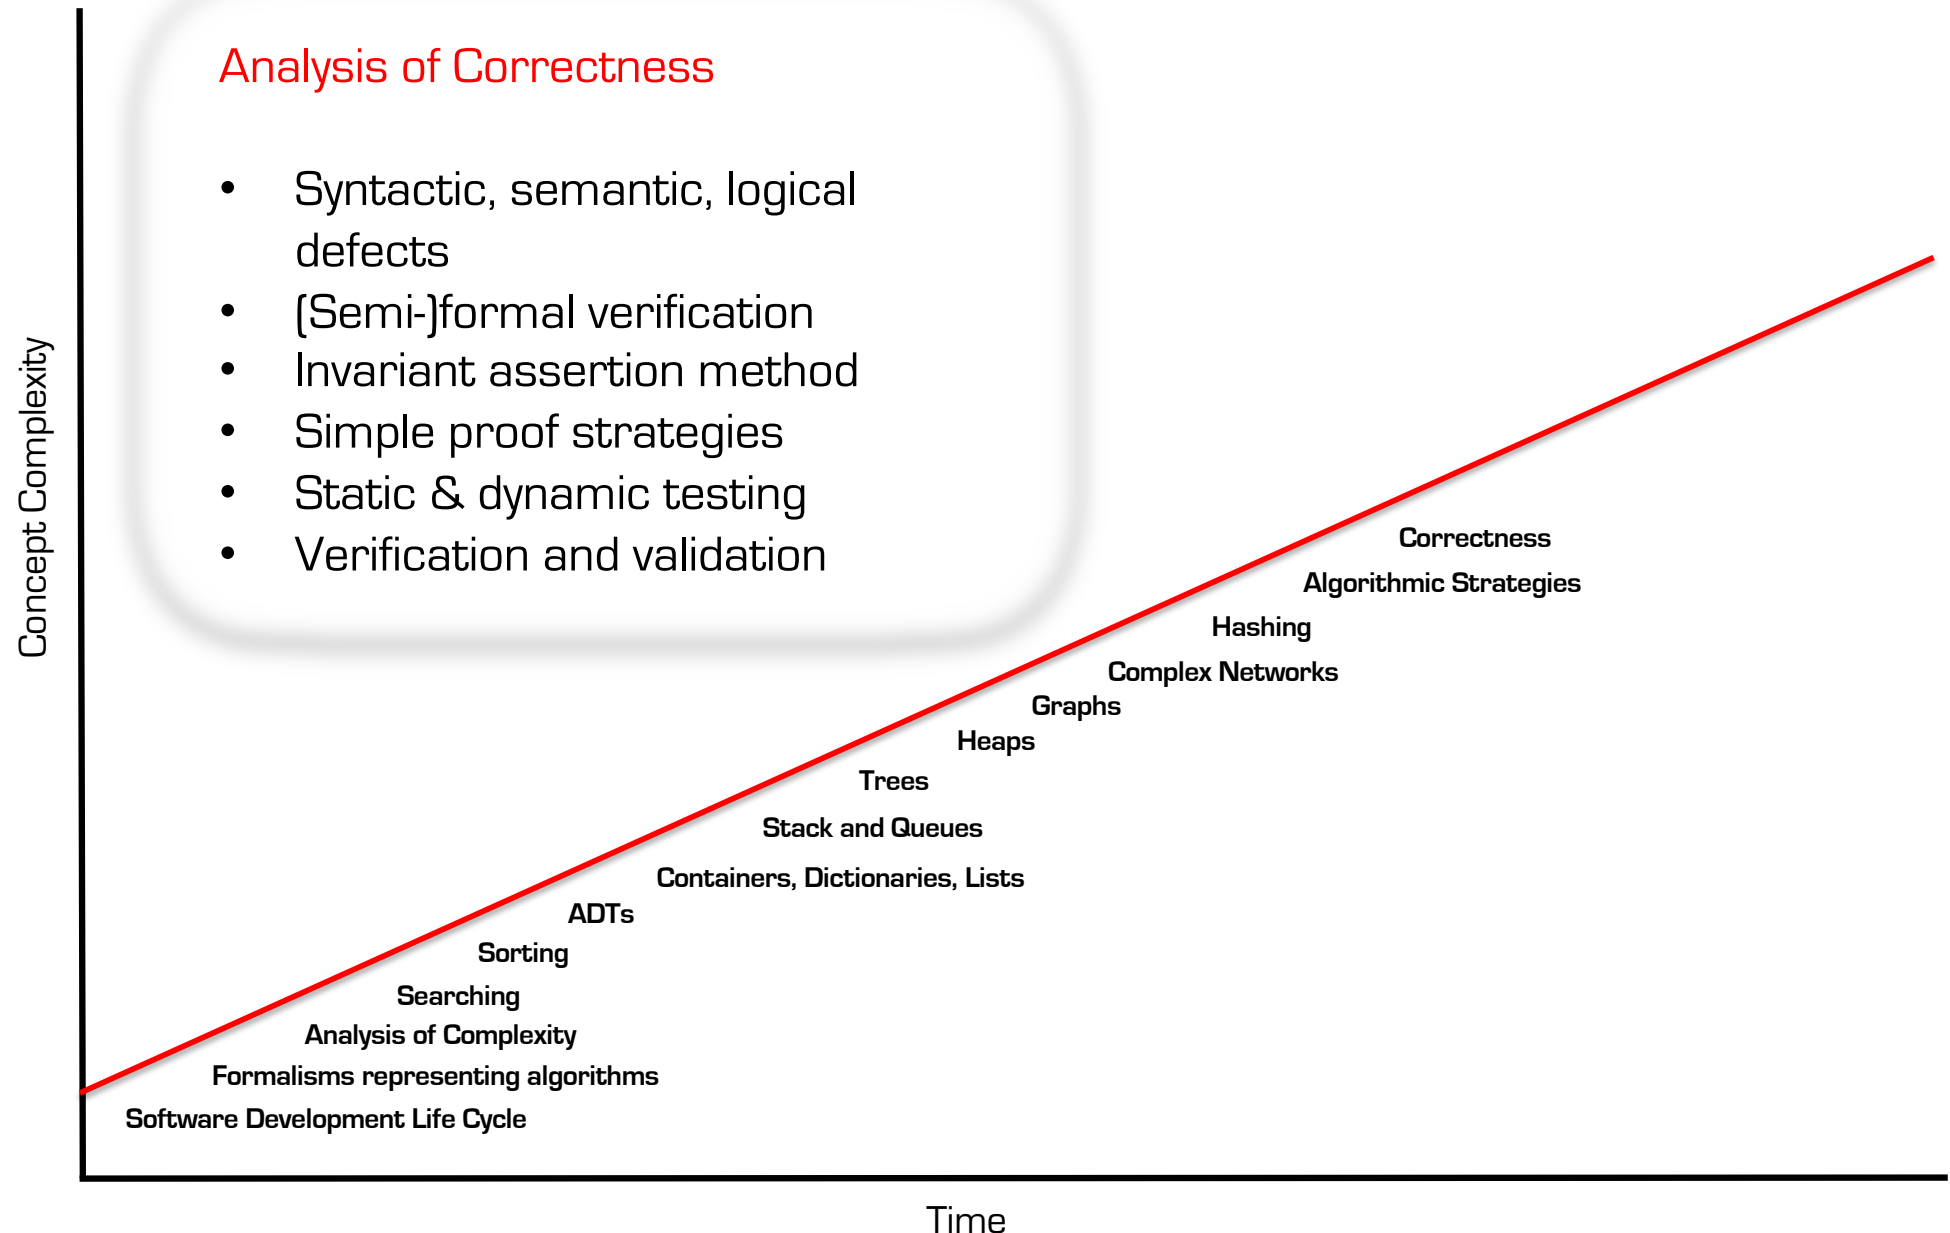 Analysis of Correctness
• Syntactic, semantic, logical
defects
• (Semi-)formal verification
• Invariant assertion method
• Simple proof strategies
• Static & dynamic testing
• Verification and validation
Concept Complexity
Correctness
Algorithmic Strategies
Hashing
Complex Networks
Graphs
Heaps
Trees
Stack and Queues
Containers, Dictionaries, Lists
ADTs
Sorting
Searching
Analysis of Complexity
Formalisms representing algorithms
Software Development Life Cycle
Time